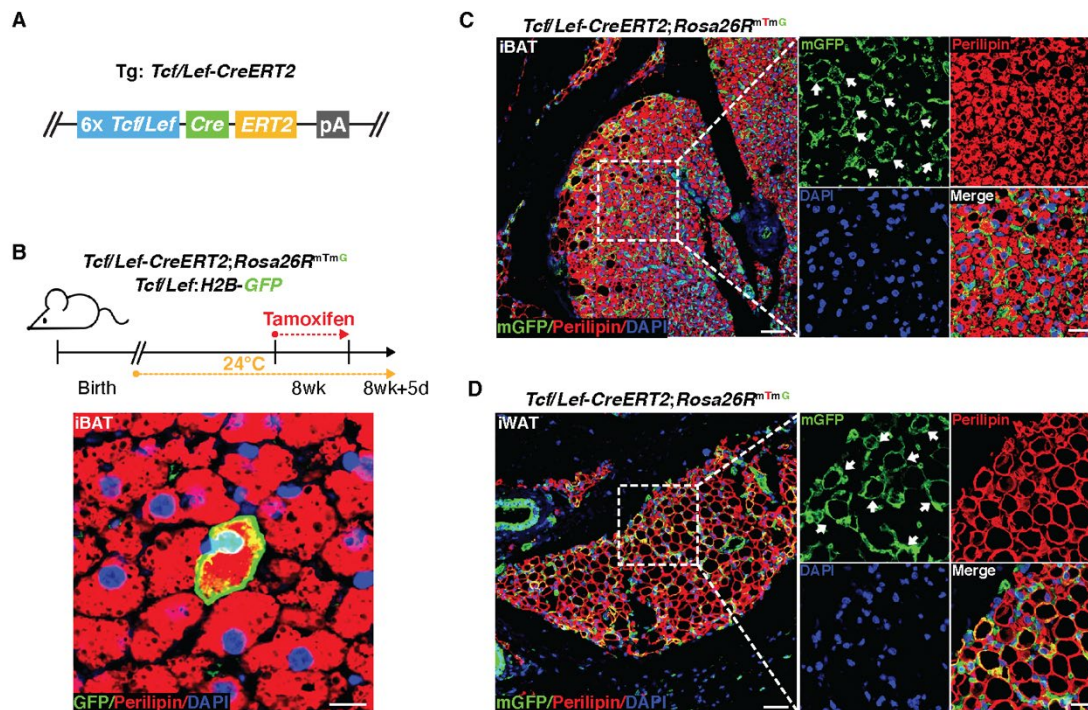 A
Tg: Tcf/Lef-CreERT2
// 6x Tcf/Lef Cre ERT2 pA //
B
Tcf/Lef-CreERT2;Rosa26RmTmG
Tcf/Lef:H2B-GFP
Tamoxifen
24°C
Birth 8wk 8wk+5d
iBAT
GFP/Perilipin/DAPI
C
Tcf/Lef-CreERT2;Rosa26RmTmG
iBAT
mGFP Perilipin
DAPI Merge
mGFP/Perilipin/DAPI
D
Tcf/Lef-CreERT2;Rosa26RmTmG
iWAT
mGFP Perilipin
DAPI Merge
mGFP/Perilipin/DAPI